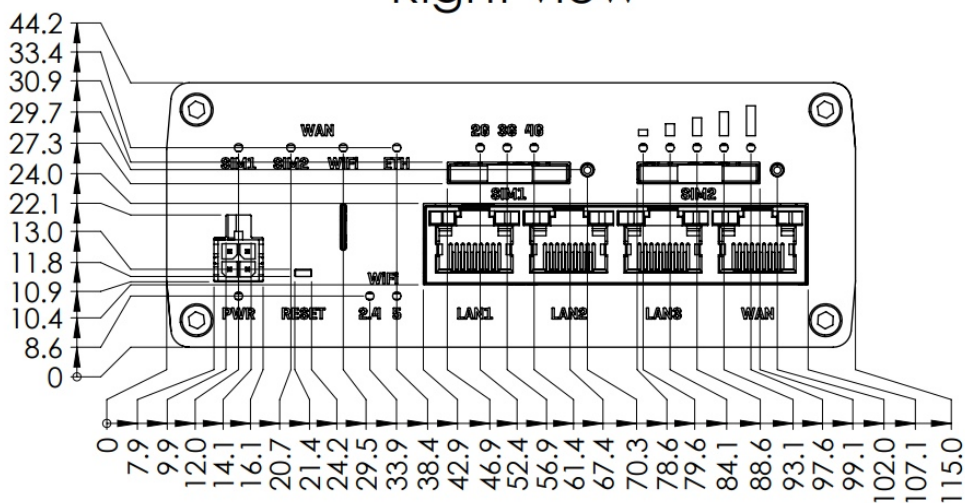 Right view
44.2
33.4
30.9
29.7
27.3
24.0
22.1
13.0
11.8
10.9
10.4
8.6
0
WAN
SIM1 SIM2 WiFi ETH
2G 3G 4G
SIM1
SIM2
WiFi
PWR RESET 2.4 5
LAN1 LAN2 LAN3 WAN
0 7.9 9.9 12.0 14.1 16.1 20.7 21.4 24.2 29.5 33.9 38.4 42.9 46.9 52.4 56.9 61.4 67.4 70.3 78.6 79.6 84.1 88.6 93.1 97.6 99.1 102.0 107.1 115.0